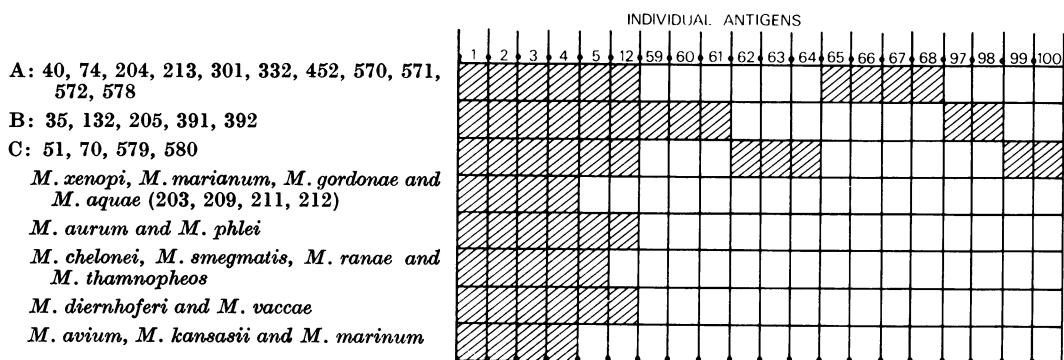 INDIVIDUAL ANTIGENS
1 2 3 4 5 12 59 60 61 62 63 64 65 66 67 68 97 98 99 100
A: 40, 74, 204, 213, 301, 332, 452, 570, 571,
572, 578
B: 35, 132, 205, 391, 392
C: 51, 70, 579, 580
M. xenopi, M. marianum, M. gordonae and
M. aquae (203, 209, 211, 212)
M. aurum and M. phlei
M. chelonei, M. smegmatis, M. ranae and
M. thamnopheos
M. diernhoferi and M. vaccae
M. avium, M. kansasii and M. marinum